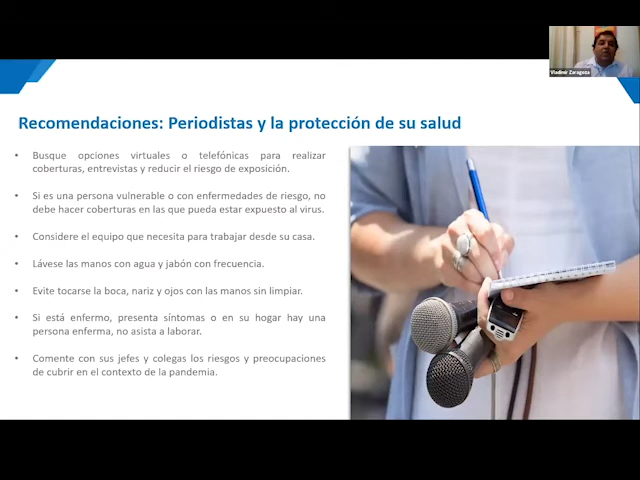 Vladimir Zaragoza
Recomendaciones: Periodistas y la protección de su salud
• Busque opciones virtuales o telefónicas para realizar
coberturas, entrevistas y reducir el riesgo de exposición.
• Si es una persona vulnerable o con enfermedades de riesgo, no
debe hacer coberturas en las que pueda estar expuesto al virus.
• Considere el equipo que necesita para trabajar desde su casa.
• Lávese las manos con agua y jabón con frecuencia.
• Evite tocarse la boca, nariz y ojos con las manos sin limpiar.
• Si está enfermo, presenta síntomas o en su hogar hay una
persona enferma, no asista a laborar.
• Comente con sus jefes y colegas los riesgos y preocupaciones
de cubrir en el contexto de la pandemia.